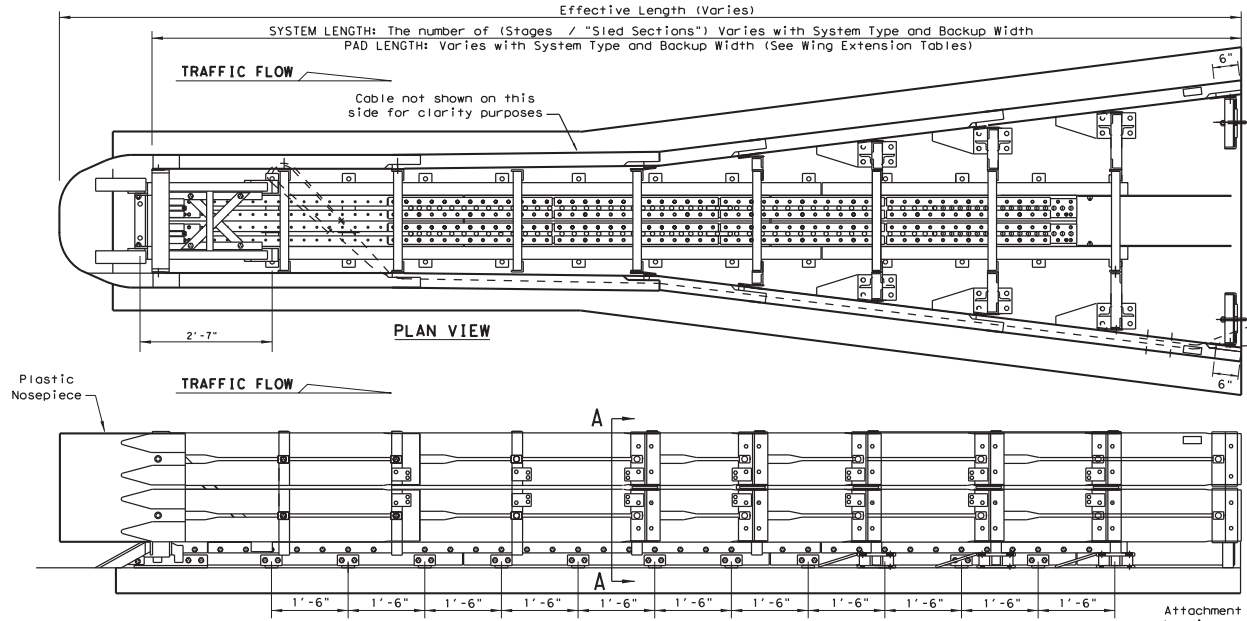 Effective Length (Varies)
SYSTEM LENGTH: The number of (Stages / "Sled Sections") Varies with System Type and Backup Width
PAD LENGTH: Varies with System Type and Backup Width (See Wing Extension Tables)
TRAFFIC FLOW
6"
Cable not shown on this
side for clarity purposes
2'-7"
PLAN VIEW
6"
TRAFFIC FLOW
Plastic
Nosepiece
A
A
1'-6" 1'-6" 1'-6" 1'-6" 1'-6" 1'-6" 1'-6" 1'-6" 1'-6" 1'-6" 1'-6"
Attachment